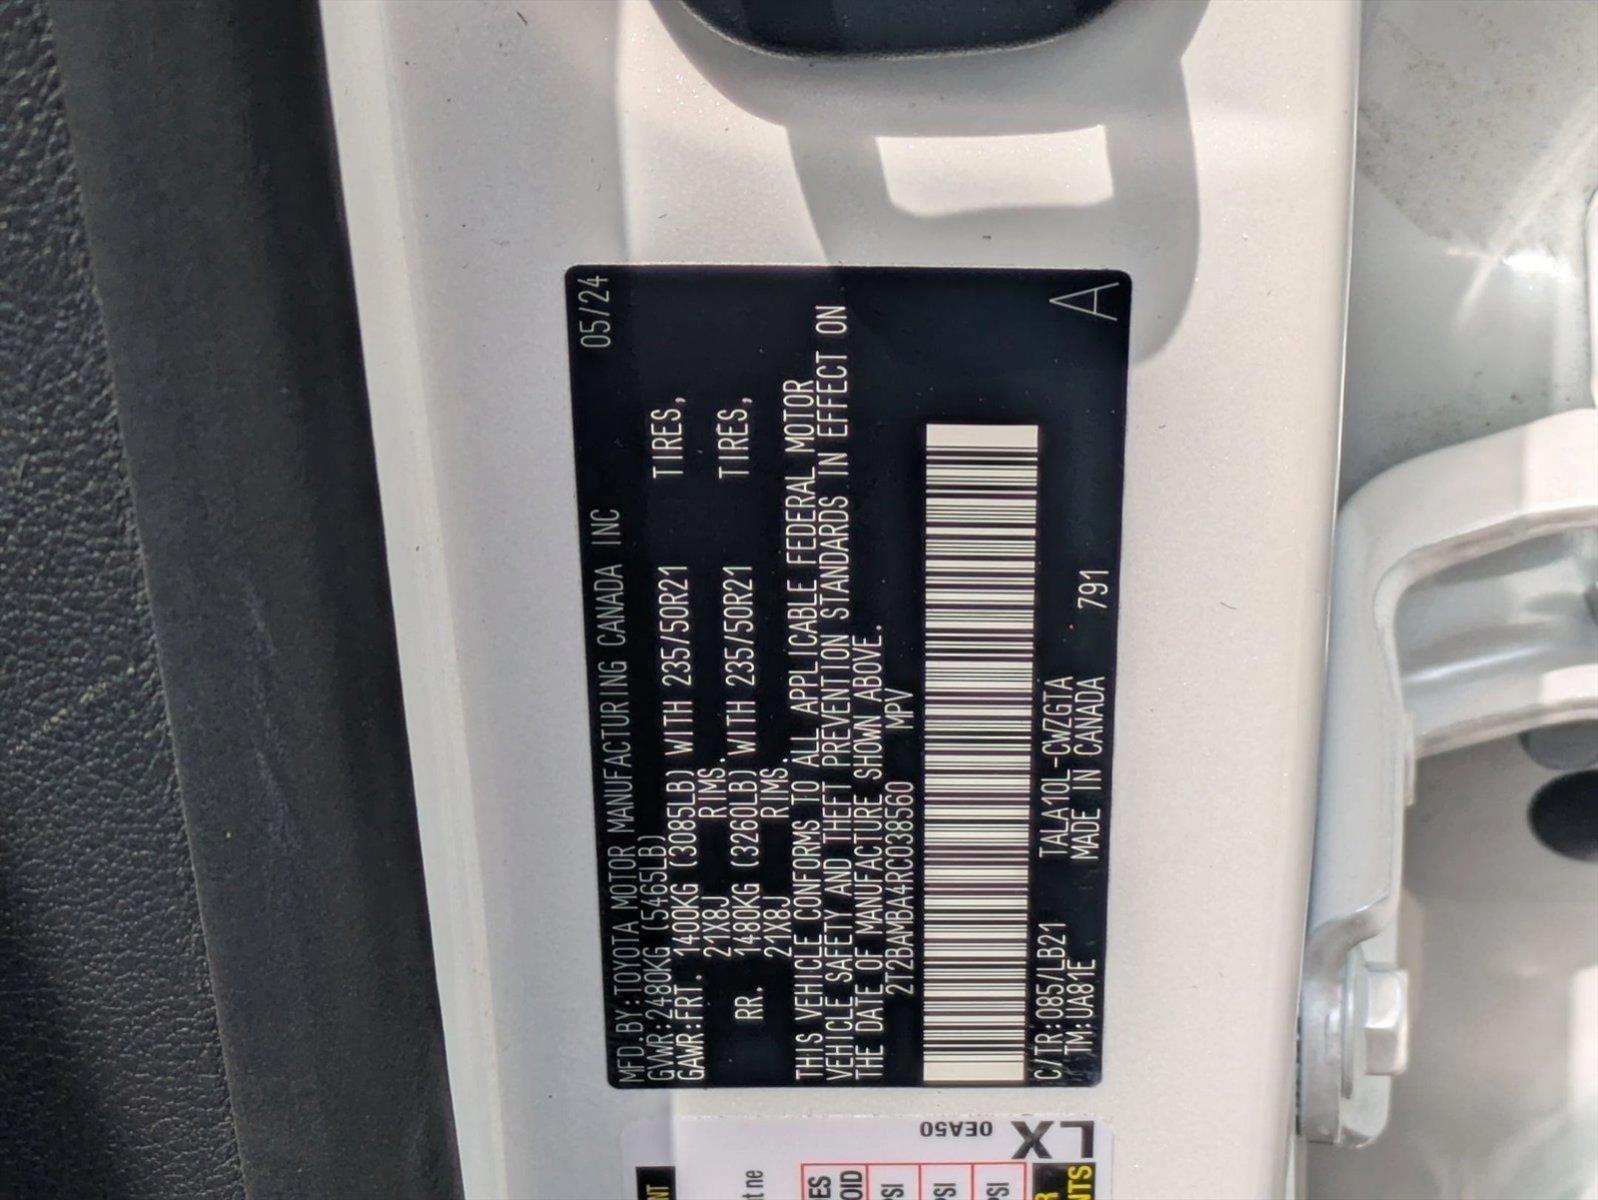 05/24
MFD.BY:TOYOTA MOTOR MANUFACTURING CANADA INC
GVWR:2480KG (5465LB)
GAWR:FRT. 1400KG (3085LB) WITH 235/50R21 TIRES,
21X8J RIMS.
RR. 1480KG (3260LB) WITH 235/50R21 TIRES,
21X8J RIMS.
THIS VEHICLE CONFORMS TO ALL APPLICABLE FEDERAL MOTOR
VEHICLE SAFETY AND THEFT PREVENTION STANDARDS IN EFFECT ON
THE DATE OF MANUFACTURE SHOWN ABOVE.
2T2BAMBA4RC038560 MPV
C/TR:085/LB21 TALA10L-CWZGTA 791
TM:UA81E MADE IN CANADA
A
LX
0EA50